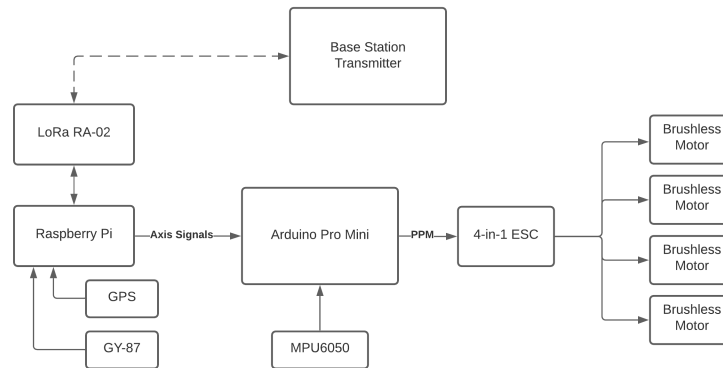 Base Station
Transmitter
LoRa RA-02
Brushless
Motor
Brushless
Motor
Raspberry Pi
Axis Signals
Arduino Pro Mini
PPM
4-in-1 ESC
Brushless
Motor
GPS
Brushless
Motor
GY-87
MPU6050